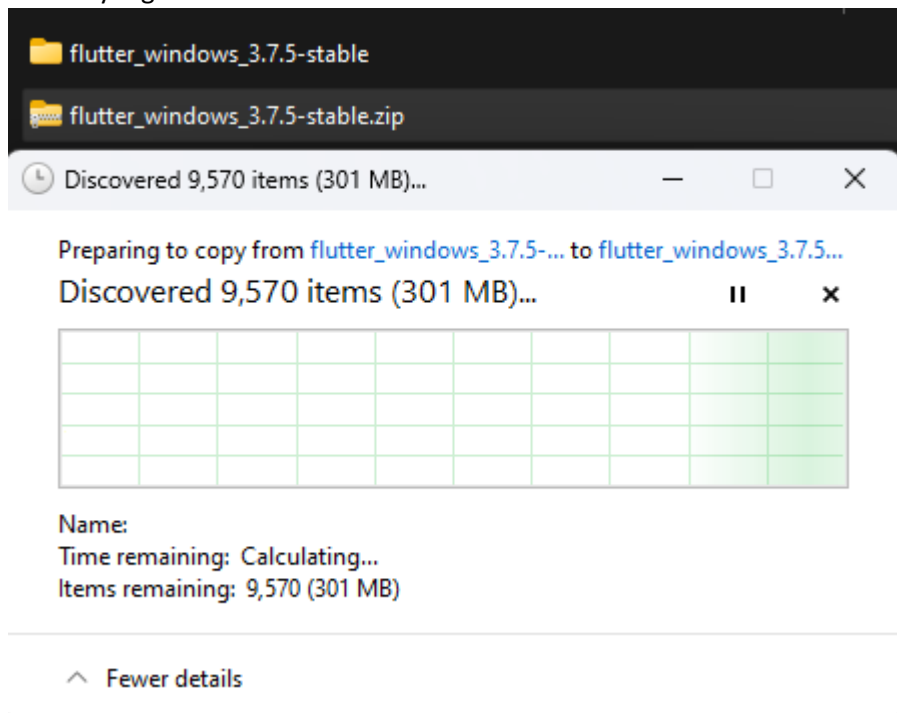 flutter_windows_3.7.5-stable
flutter_windows_3.7.5-stable.zip
Discovered 9,570 items (301 MB)...
Preparing to copy from flutter_windows_3.7.5-... to flutter_windows_3.7.5...
Discovered 9,570 items (301 MB)...
Name:
Time remaining: Calculating...
Items remaining: 9,570 (301 MB)
Fewer details